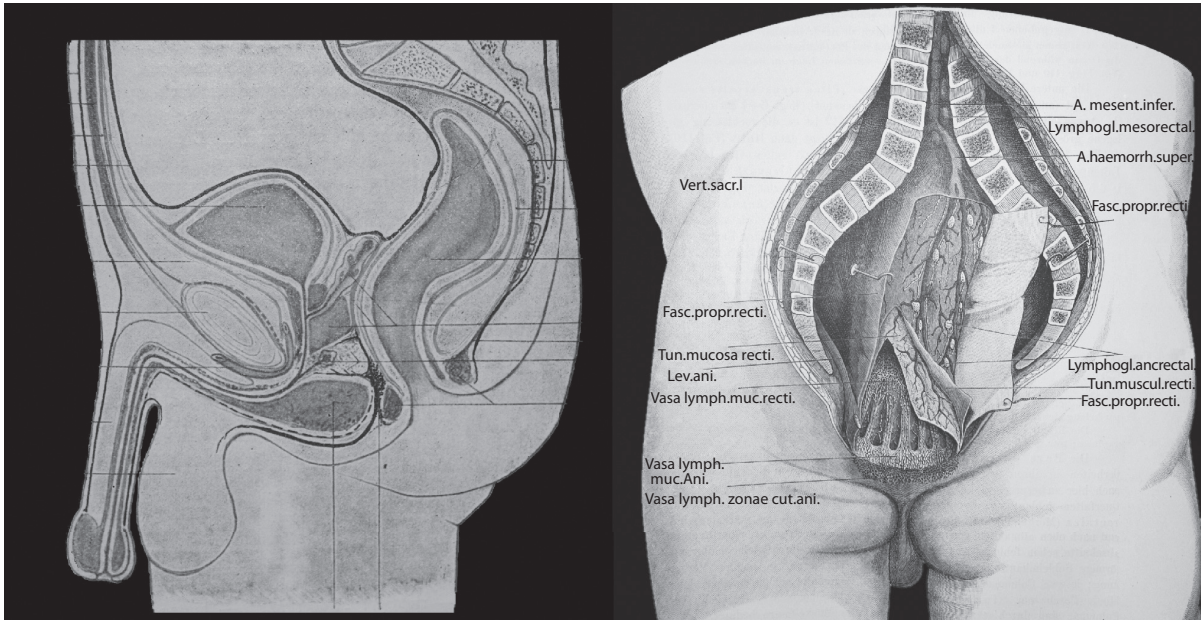 A. mesent.infer.
Lymphogl.mesorectal.
A.haemorrh.super.
Vert.sacr.l
Fasc.propr.recti
Fasc.propr.recti.
Tun.mucosa recti.
Lev.ani.
Vasa lymph.muc.recti.
Lymphogl.ancrectal.
Tun.muscul.recti.
Fasc.propr.recti.
Vasa lymph.
muc.Ani.
Vasa lymph. zonae cut.ani.